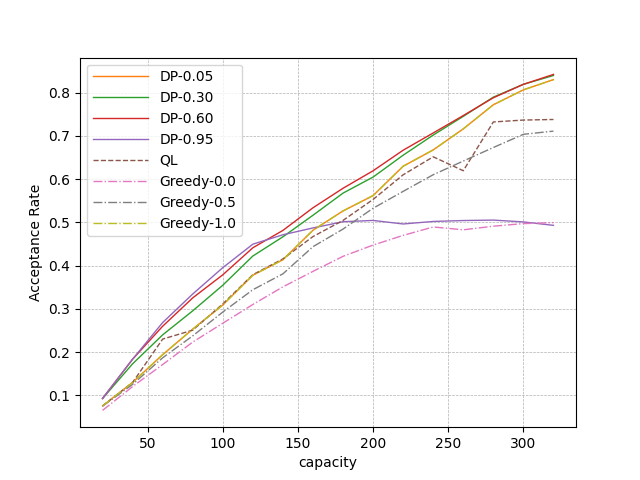 DP-0.05
DP-0.30
DP-0.60
DP-0.95
QL
Greedy-0.0
Greedy-0.5
Greedy-1.0
Acceptance Rate
0.8
0.7
0.6
0.5
0.4
0.3
0.2
0.1
50 100 150 200 250 300
capacity